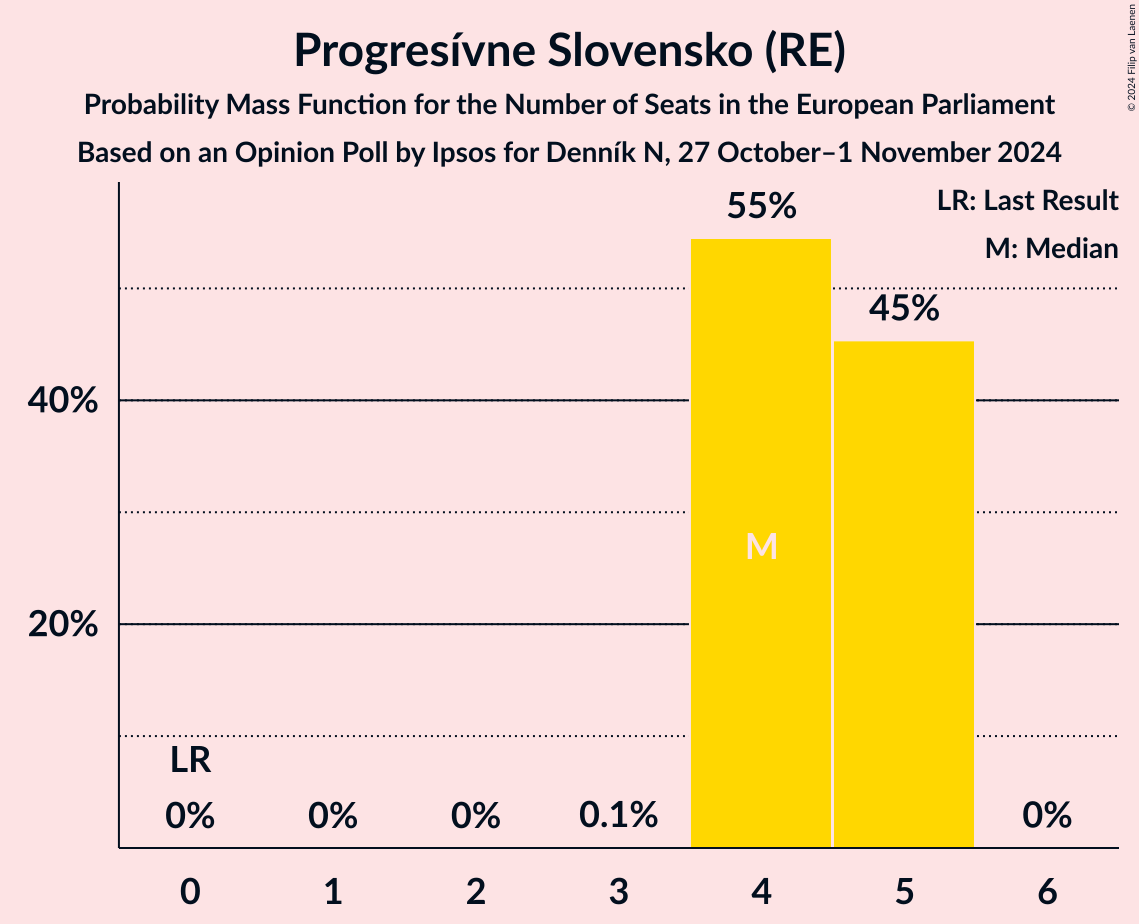 Progresívne Slovensko (RE)
Probability Mass Function for the Number of Seats in the European Parliament
Based on an Opinion Poll by Ipsos for Denník N, 27 October–1 November 2024
© 2024 Filip van Laenen
LR: Last Result
M: Median
55%
45%
40%
M
20%
LR
0%
0%
0%
0.1%
0%
0
1
2
3
4
5
6